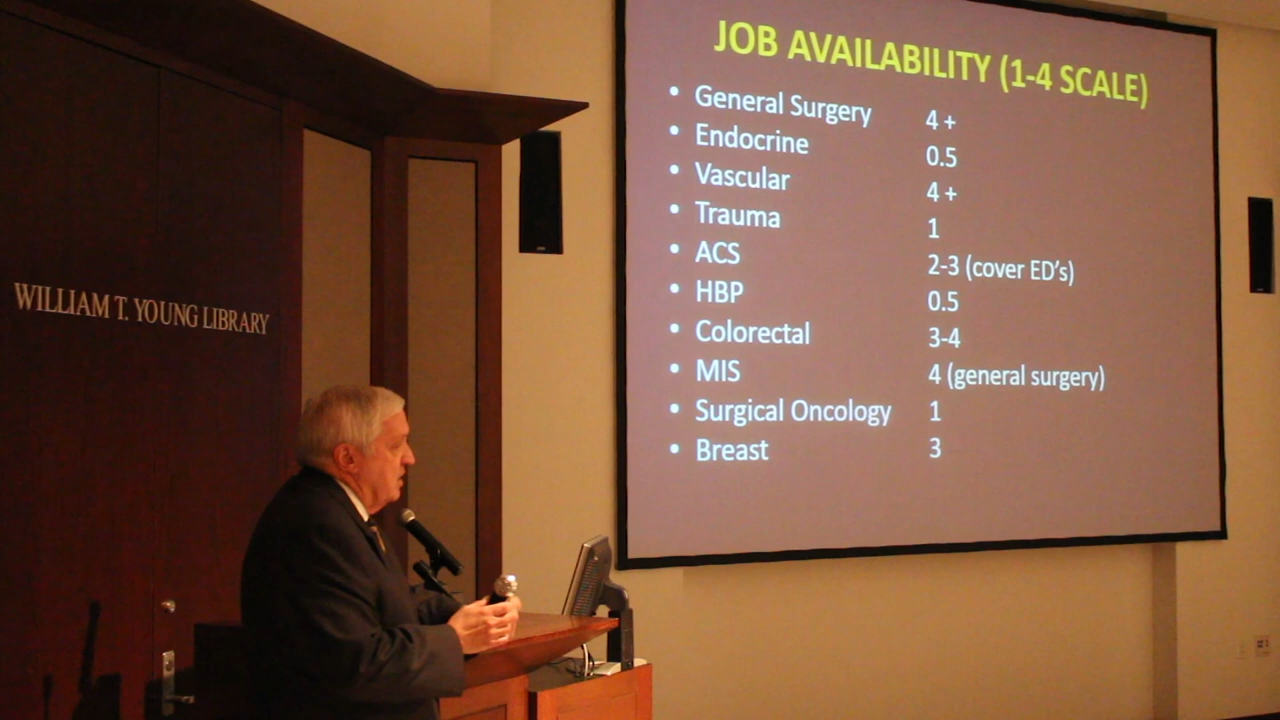 WILLIAM T. YOUNG LIBRARY
JOB AVAILABILITY (1-4 SCALE)
• General Surgery 4 +
• Endocrine 0.5
• Vascular 4 +
• Trauma 1
• ACS 2-3 (cover ED's)
• HBP 0.5
• Colorectal 3-4
• MIS 4 (general surgery)
• Surgical Oncology 1
• Breast 3